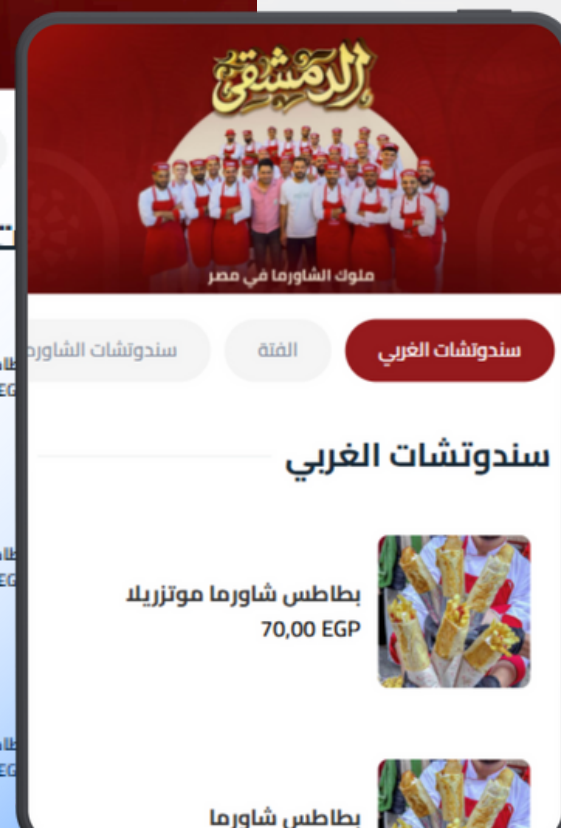 الدمشقي
ملوك الشاورما في مصر
سندوتشات الغربي
الفتة
سندوتشات الشاورم
سندوتشات الغربي
بطاطس شاورما موتزريلا
70,00 EGP
بطاطس شاورما